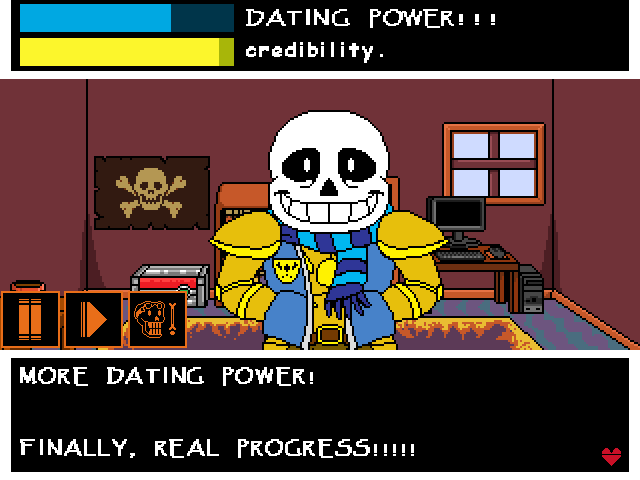 DATING POWER!!!
credibility.
MORE DATING POWER!
FINALLY, REAL PROGRESS!!!!!